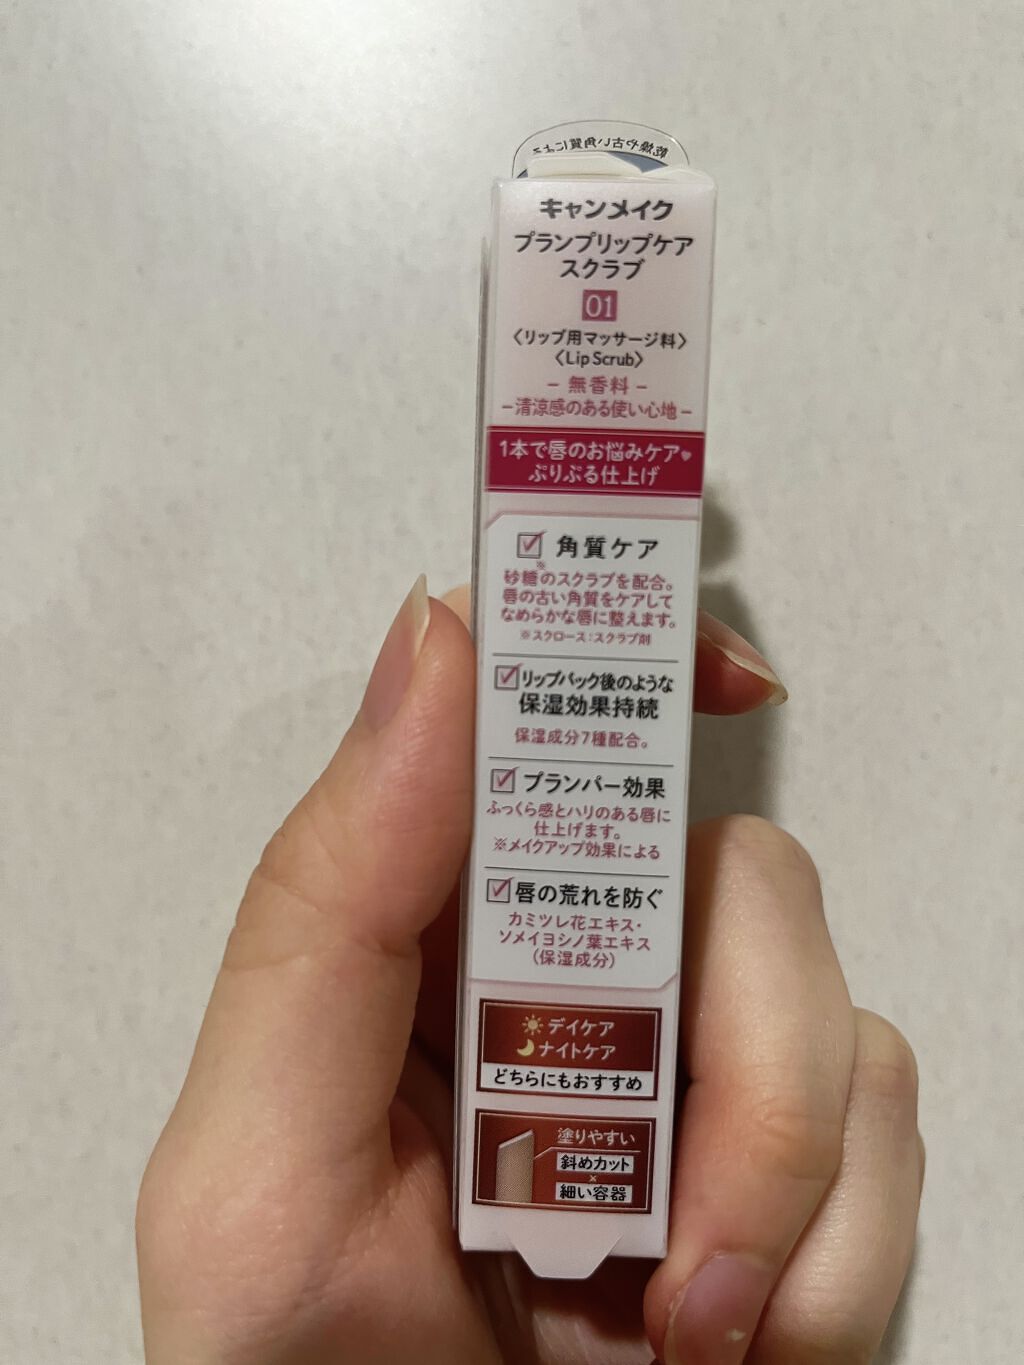 乾燥や古い角質による
キャンメイク
プランプリップケア
スクラブ
01
〈リップ用マッサージ料〉
〈Lip Scrub〉
− 無香料 −
−清涼感のある使い心地−
1本で唇のお悩みケア♥
ぷりぷる仕上げ
角質ケア
※
砂糖のスクラブを配合。
唇の古い角質をケアして
なめらかな唇に整えます。
※スクロース：スクラブ剤
リップパック後のような
保湿効果持続
保湿成分7種配合。
プランパー効果
ふっくら感とハリのある唇に
仕上げます。
※メイクアップ効果による
唇の荒れを防ぐ
カミツレ花エキス・
ソメイヨシノ葉エキス
（保湿成分）
デイケア
ナイトケア
どちらにもおすすめ
塗りやすい
斜めカット
×
細い容器